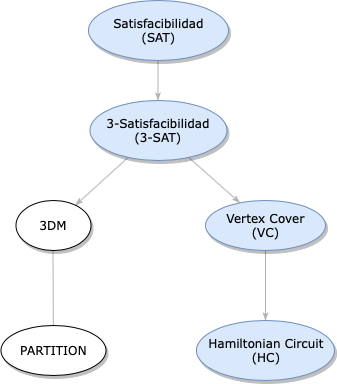 Satisfacibilidad
(SAT)
3-Satisfacibilidad
(3-SAT)
3DM
Vertex Cover
(VC)
PARTITION
Hamiltonian Circuit
(HC)